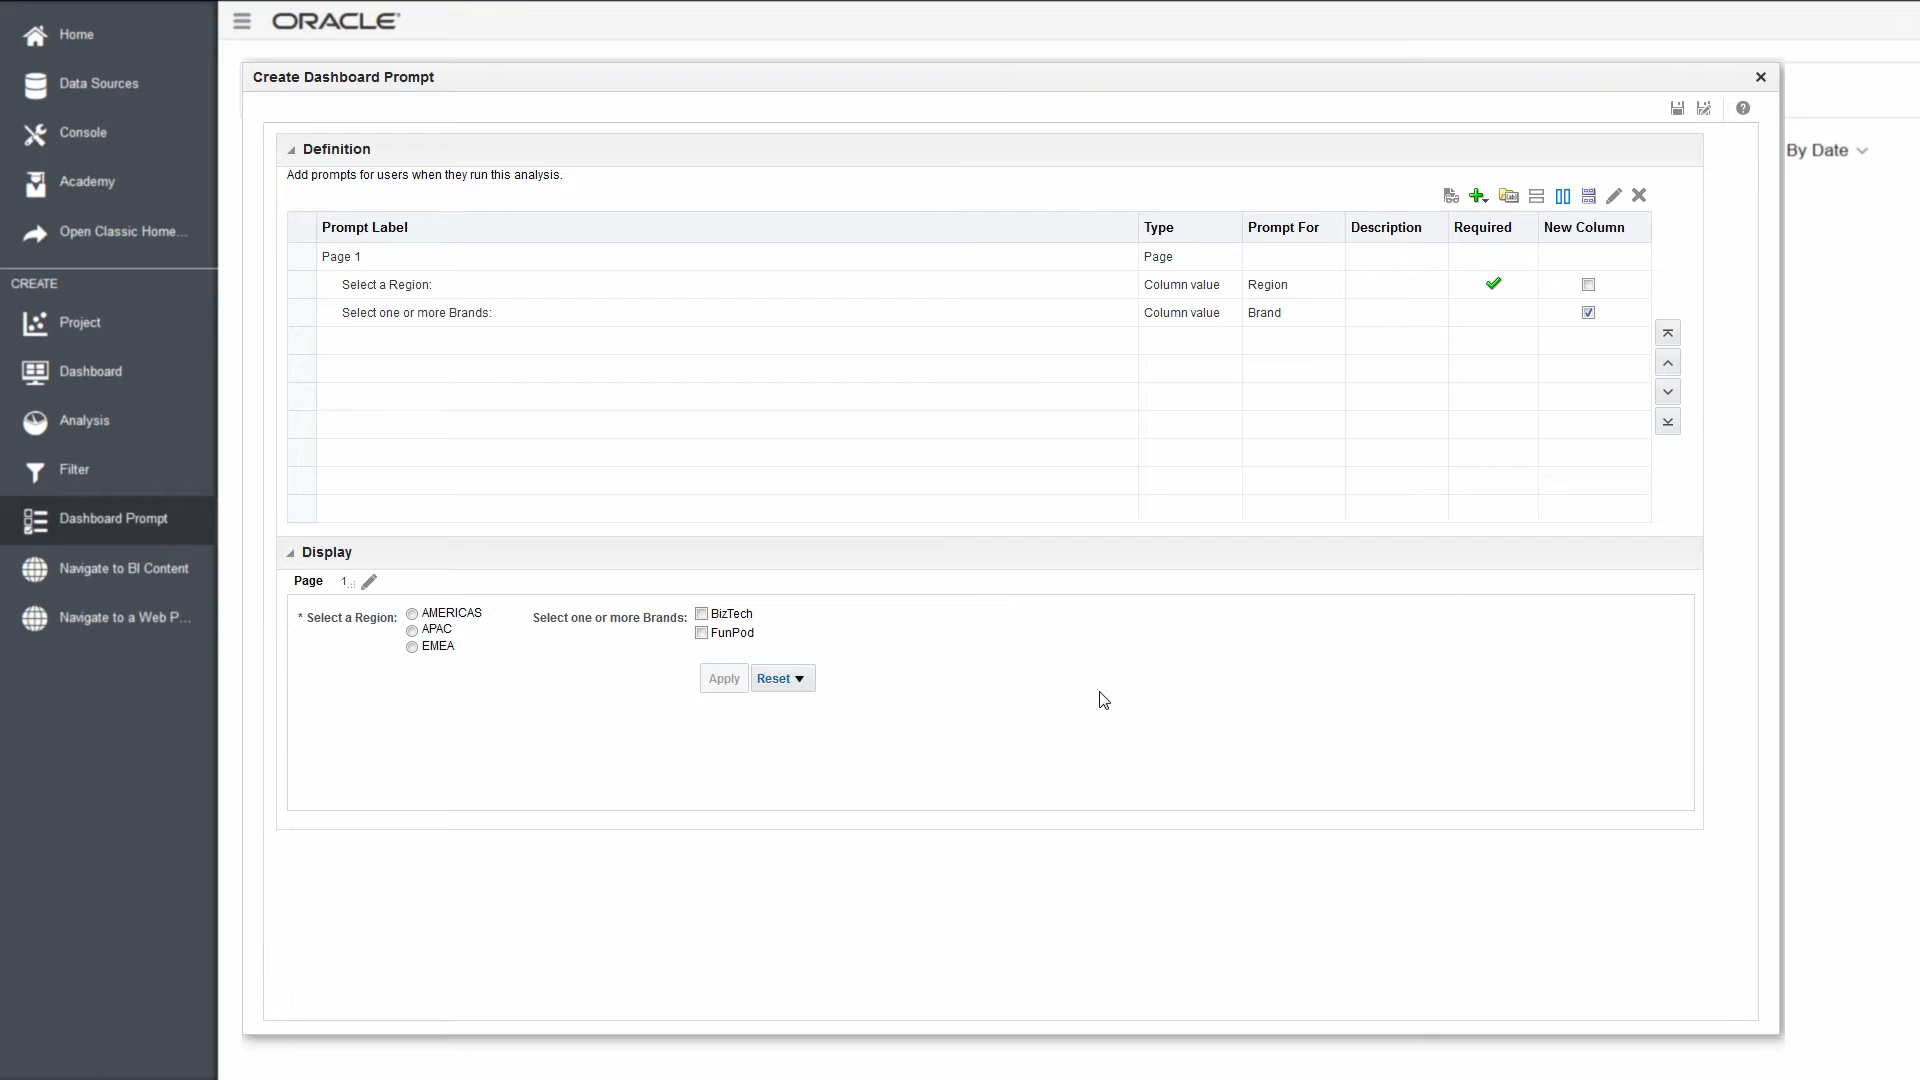 ORACLE
Home
Data Sources
Console
Academy
Open Classic Home...
CREATE
Project
Dashboard
Analysis
Filter
Dashboard Prompt
Navigate to BI Content
Navigate to a Web P...
Create Dashboard Prompt
By Date
Definition
Add prompts for users when they run this analysis.
Prompt Label Type Prompt For Description Required New Column
Page 1 Page
Select a Region: Column value Region
Select one or more Brands: Column value Brand
Display
Page 1
* Select a Region: AMERICAS
APAC
EMEA
Select one or more Brands: BizTech
FunPod
Apply Reset